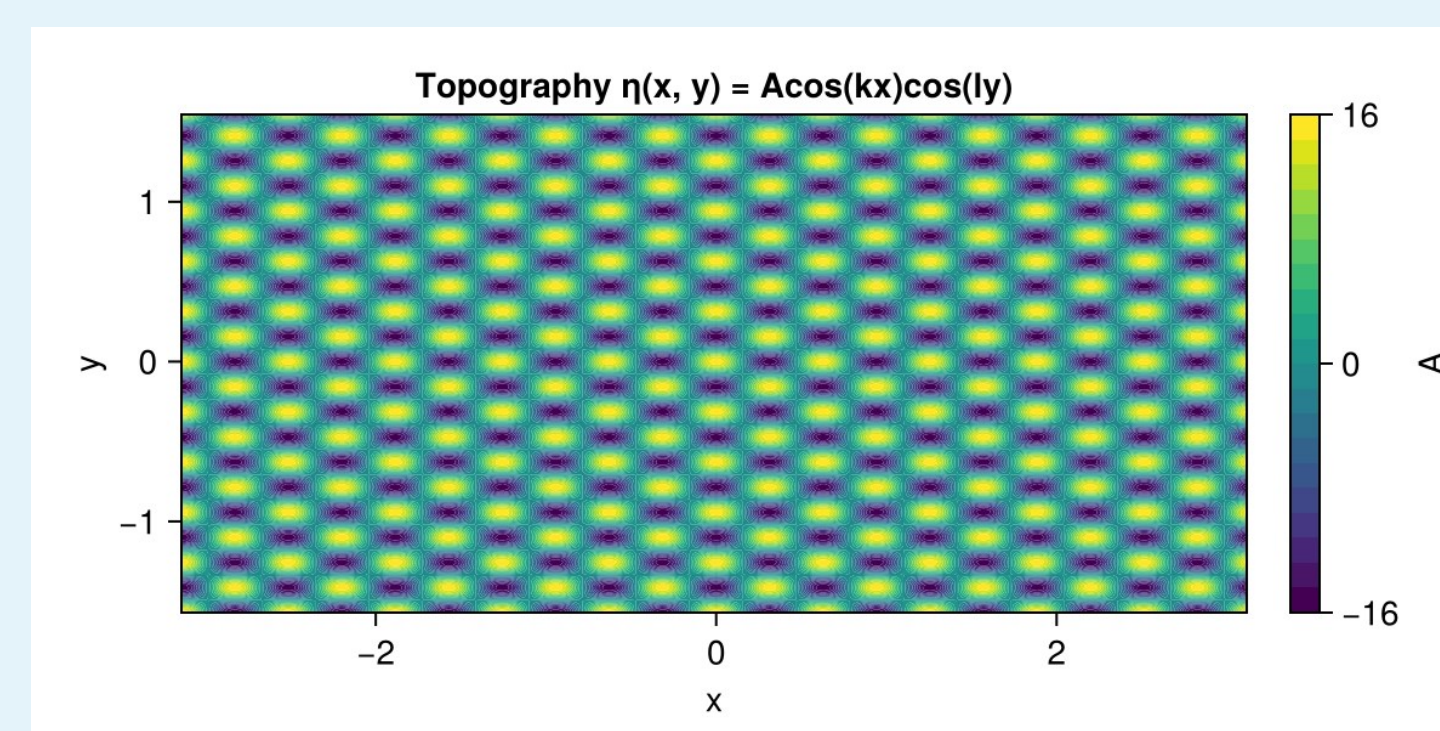 Topography η(x, y) = Acos(kx)cos(ly)
16
1
y
0
0
A
−1
−16
−2
0
2
x